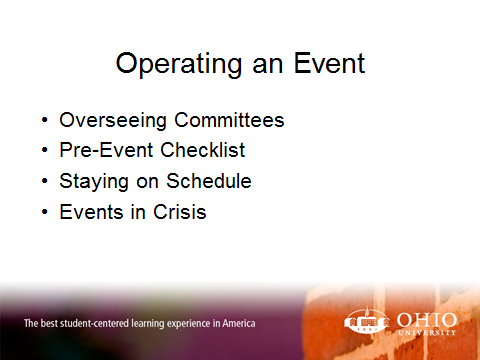 Operating an Event
• Overseeing Committees
• Pre-Event Checklist
• Staying on Schedule
• Events in Crisis
The best student-centered learning experience in America
OHIO
UNIVERSITY